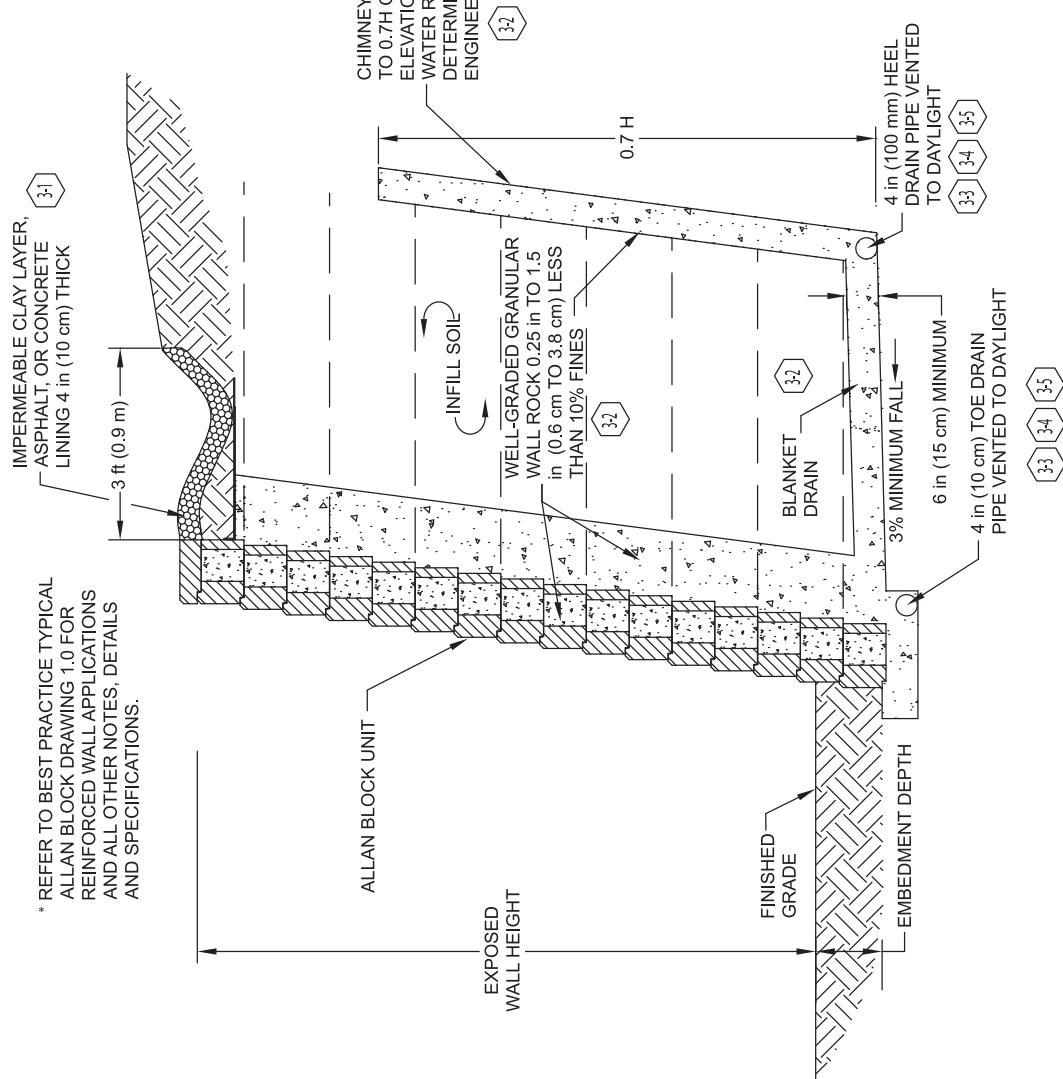 * REFER TO BEST PRACTICE TYPICAL
ALLAN BLOCK DRAWING 1.0 FOR
REINFORCED WALL APPLICATIONS
AND ALL OTHER NOTES, DETAILS
AND SPECIFICATIONS.
IMPERMEABLE CLAY LAYER,
ASPHALT, OR CONCRETE
LINING 4 in (10 cm) THICK
3-1
3 ft (0.9 m)
CHIMNEY
TO 0.7H
ELEVATIO
WATER R
DETERM
ENGINEE
3-2
INFILL SOIL
WELL-GRADED GRANULAR
WALL ROCK 0.25 in TO 1.5
in (0.6 cm TO 3.8 cm) LESS
THAN 10% FINES
3-2
0.7 H
ALLAN BLOCK UNIT
EXPOSED
WALL HEIGHT
FINISHED
GRADE
EMBEDMENT DEPTH
BLANKET
DRAIN
3-2
3% MINIMUM FALL
6 in (15 cm) MINIMUM
4 in (100 mm) HEEL
DRAIN PIPE VENTED
TO DAYLIGHT
3-3 3-4 3-5
4 in (10 cm) TOE DRAIN
PIPE VENTED TO DAYLIGHT
3-3 3-4 3-5